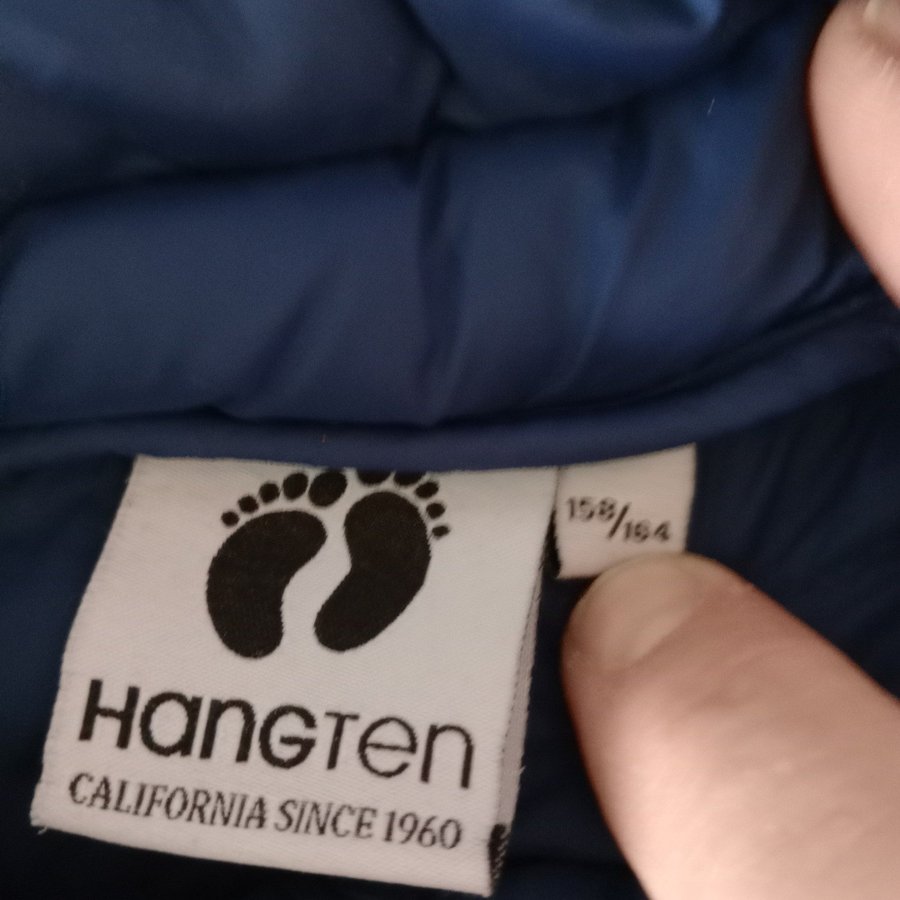 158/164
HangTen
CALIFORNIA SINCE 1960